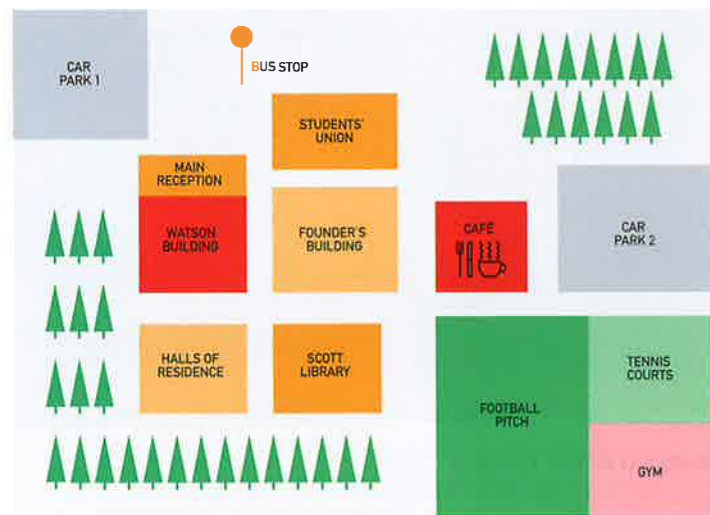 CAR
PARK 1
BUS STOP
STUDENTS'
UNION
MAIN
RECEPTION
WATSON
BUILDING
FOUNDER'S
BUILDING
CAFÉ
CAR
PARK 2
HALLS OF
RESIDENCE
SCOTT
LIBRARY
FOOTBALL
PITCH
TENNIS
COURTS
GYM